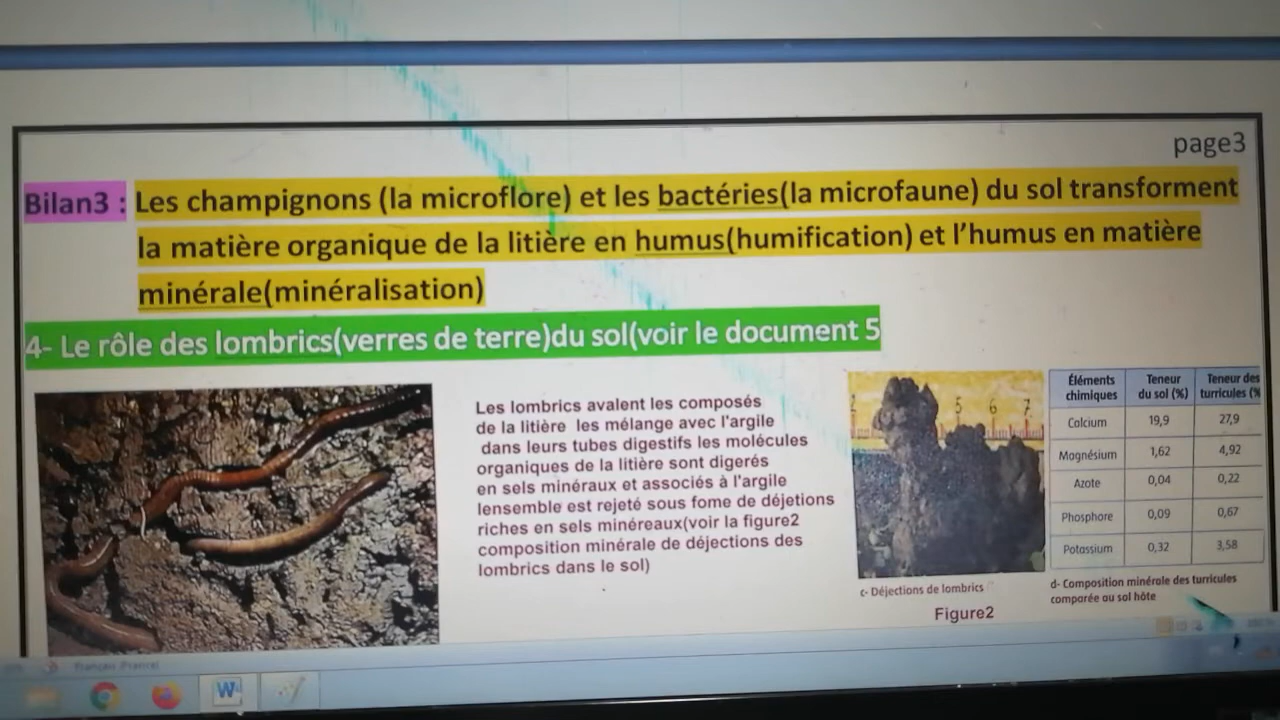 page3
Bilan3 : Les champignons (la microflore) et les bactéries(la microfaune) du sol transforment
la matière organique de la litière en humus(humification) et l'humus en matière
minérale(minéralisation)
4- Le rôle des lombrics(verres de terre)du sol(voir le document 5
Les lombrics avalent les composés
de la litière les mélange avec l'argile
dans leurs tubes digestifs les molécules
organiques de la litière sont digerés
en sels minéraux et associés à l'argile
lensemble est rejeté sous fome de déjetions
riches en sels minéreaux(voir la figure2
composition minérale de déjections des
lombrics dans le sol)
5 6 7
c- Déjections de lombrics
Figure2
Éléments chimiques Teneur du sol (%) Teneur des turricules (%
Calcium 19,9 27,9
Magnésium 1,62 4,92
Azote 0,04 0,22
Phosphore 0,09 0,67
Potassium 0,32 3,58
d- Composition minérale des turricules
comparée au sol hôte
Français (France)
W